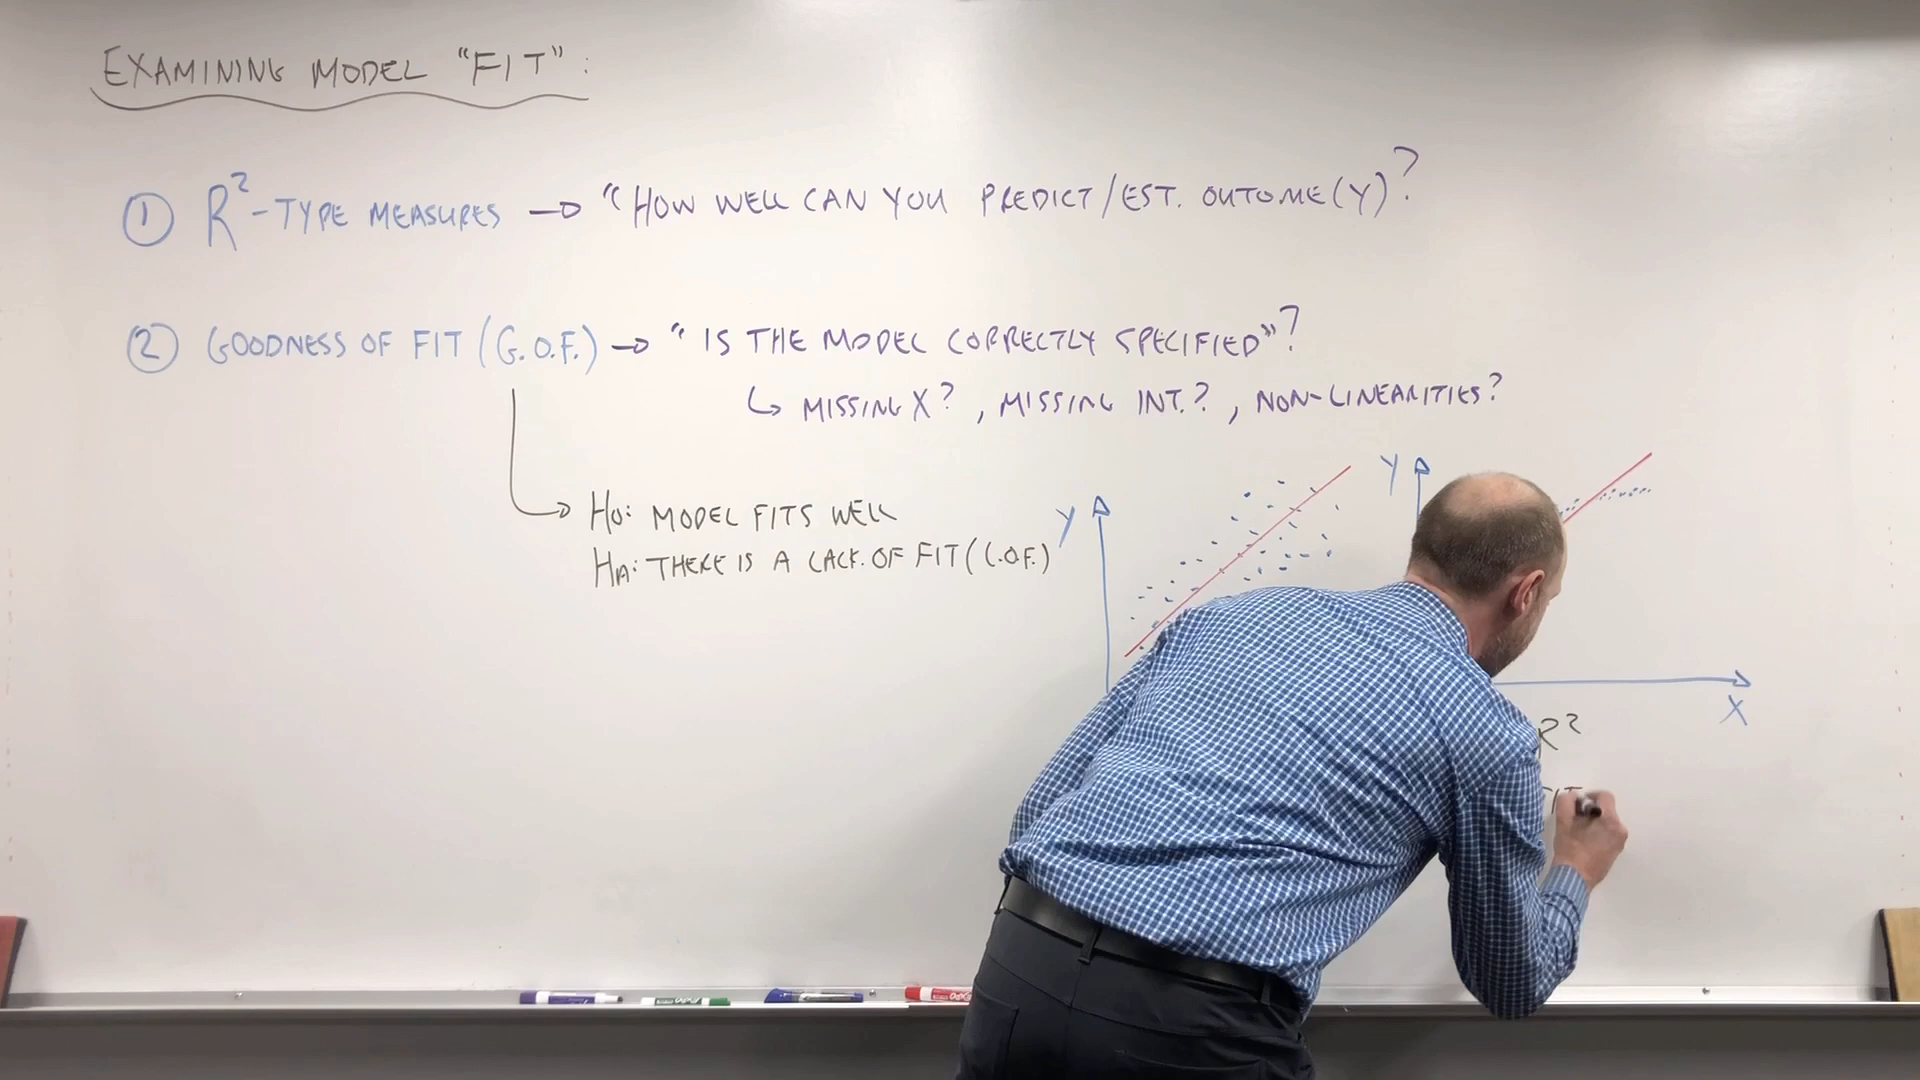 EXAMINING MODEL "FIT":
① R²-TYPE MEASURES → "HOW WELL CAN YOU PREDICT/EST. OUTOME(Y)?
② GOODNESS OF FIT (G.O.F.) → "IS THE MODEL CORRECTLY SPECIFIED"?
↳ MISSING X?, MISSING INT.?, NON-LINEARITIES?
H0: MODEL FITS WELL
HA: THERE IS A LACK OF FIT (L.O.F.)
Y
Y
X
R²